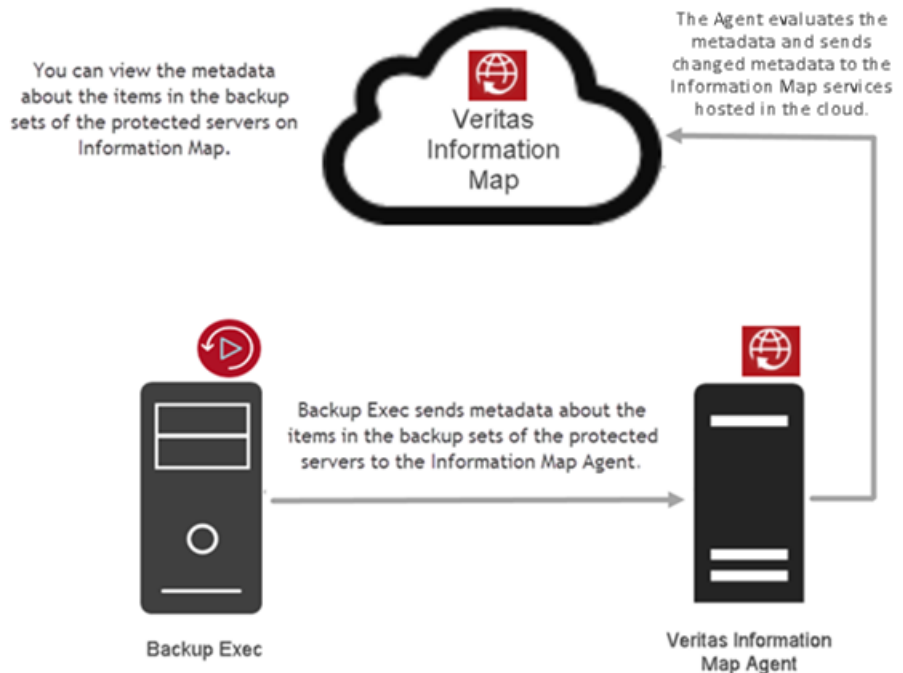 You can view the metadata
about the items in the backup
sets of the protected servers on
Information Map.
Veritas
Information
Map
The Agent evaluates the
metadata and sends
changed metadata to the
Information Map services
hosted in the cloud.
Backup Exec sends metadata about the
items in the backup sets of the protected
servers to the Information Map Agent.
Backup Exec
Veritas Information
Map Agent